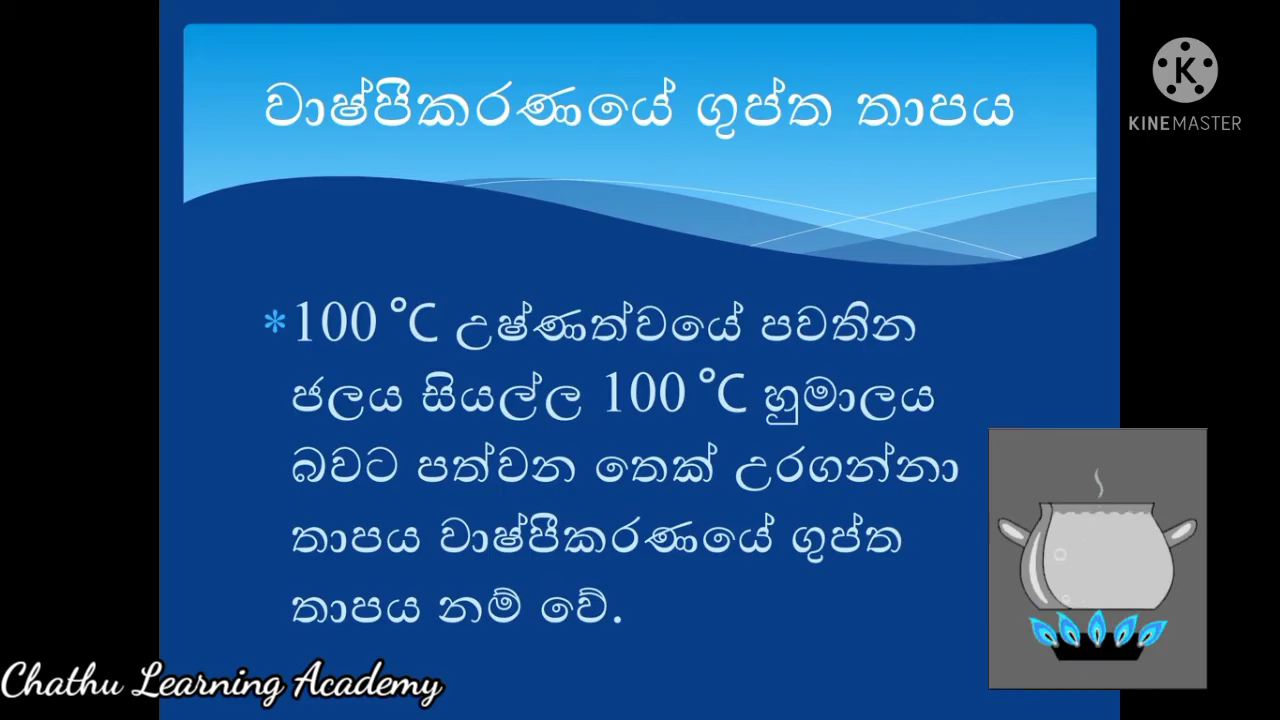 වාෂ්පීකරණයේ ගුප්ත තාපය
K
KINEMASTER
* 100 ℃ උෂ්ණත්වයේ පවතින
ජලය සියල්ල 100 ℃ හුමාලය
බවට පත්වන තෙක් උරගන්නා
තාපය වාෂ්පීකරණයේ ගුප්ත
තාපය නම් වේ.
Chathu Learning Academy